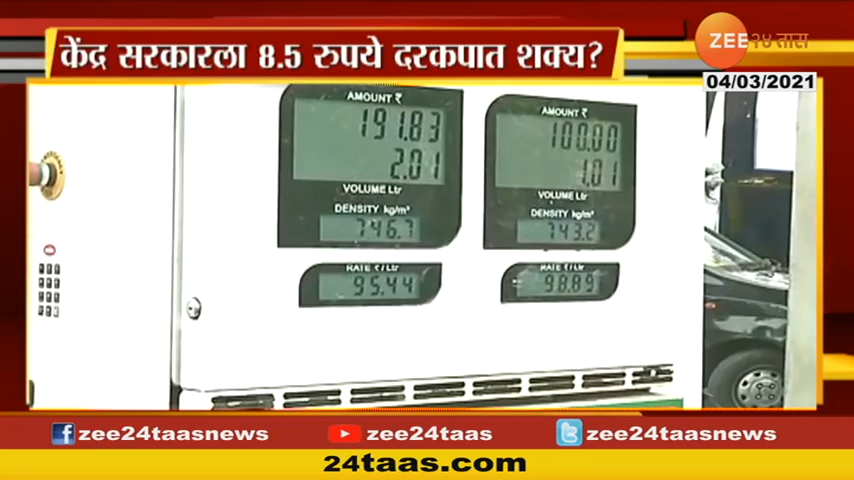 केंद्र सरकारला 8.5 रुपये दरकपात शक्य?
ZEE २४ तास
04/03/2021
AMOUNT ₹
191.83
2.01
VOLUME Ltr
DENSITY kg/m³
746.7
RATE ₹/Ltr
95.44
AMOUNT ₹
100.00
1.01
VOLUME Ltr
DENSITY kg/m³
743.2
RATE ₹/Ltr
98.89
zee24taasnews
zee24taas
zee24taasnews
24taas.com